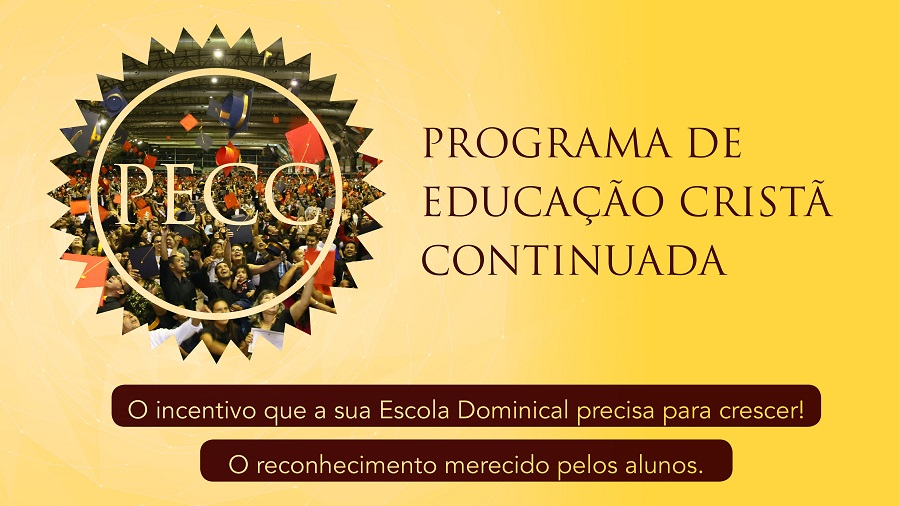 PECC
PROGRAMA DE
EDUCAÇÃO CRISTÃ
CONTINUADA
O incentivo que a sua Escola Dominical precisa para crescer!
O reconhecimento merecido pelos alunos.